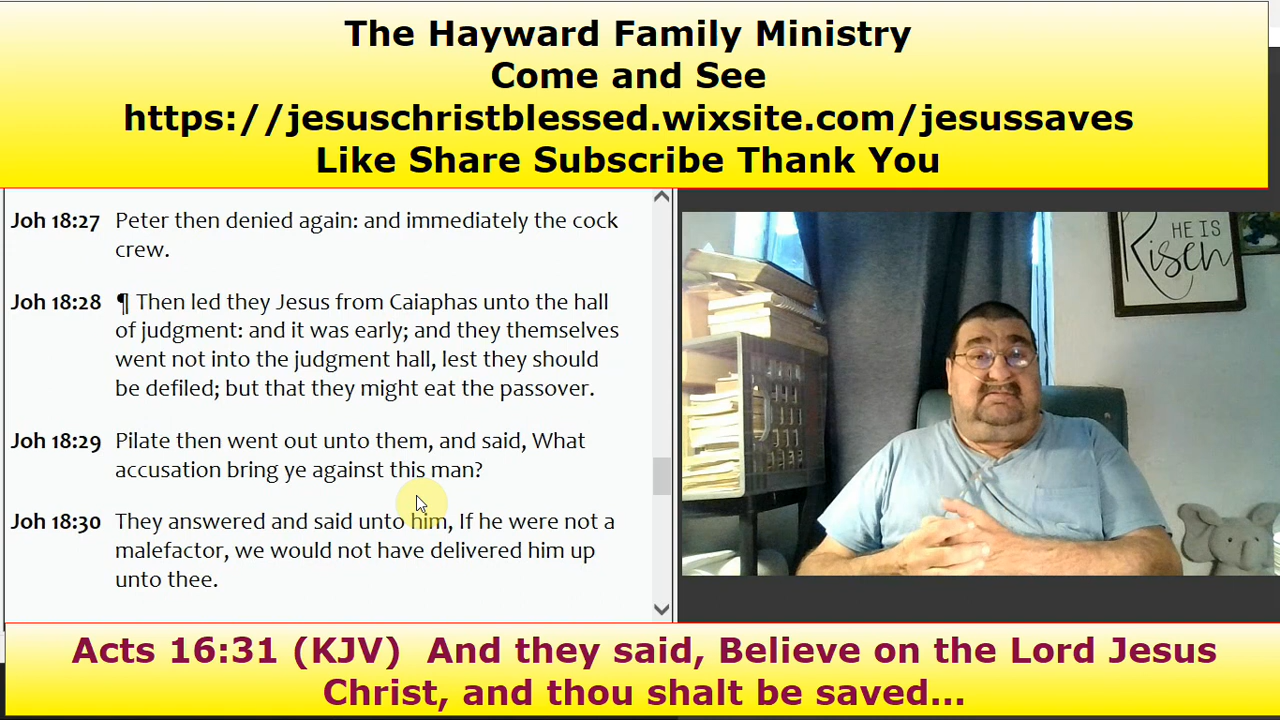 The Hayward Family Ministry
Come and See
https://jesuschristblessed.wixsite.com/jesussaves
Like Share Subscribe Thank You
Joh 18:27 Peter then denied again: and immediately the cock
crew.
Joh 18:28 ¶ Then led they Jesus from Caiaphas unto the hall
of judgment: and it was early; and they themselves
went not into the judgment hall, lest they should
be defiled; but that they might eat the passover.
Joh 18:29 Pilate then went out unto them, and said, What
accusation bring ye against this man?
Joh 18:30 They answered and said unto him, If he were not a
malefactor, we would not have delivered him up
unto thee.
HE IS
Risen
Acts 16:31 (KJV) And they said, Believe on the Lord Jesus
Christ, and thou shalt be saved...